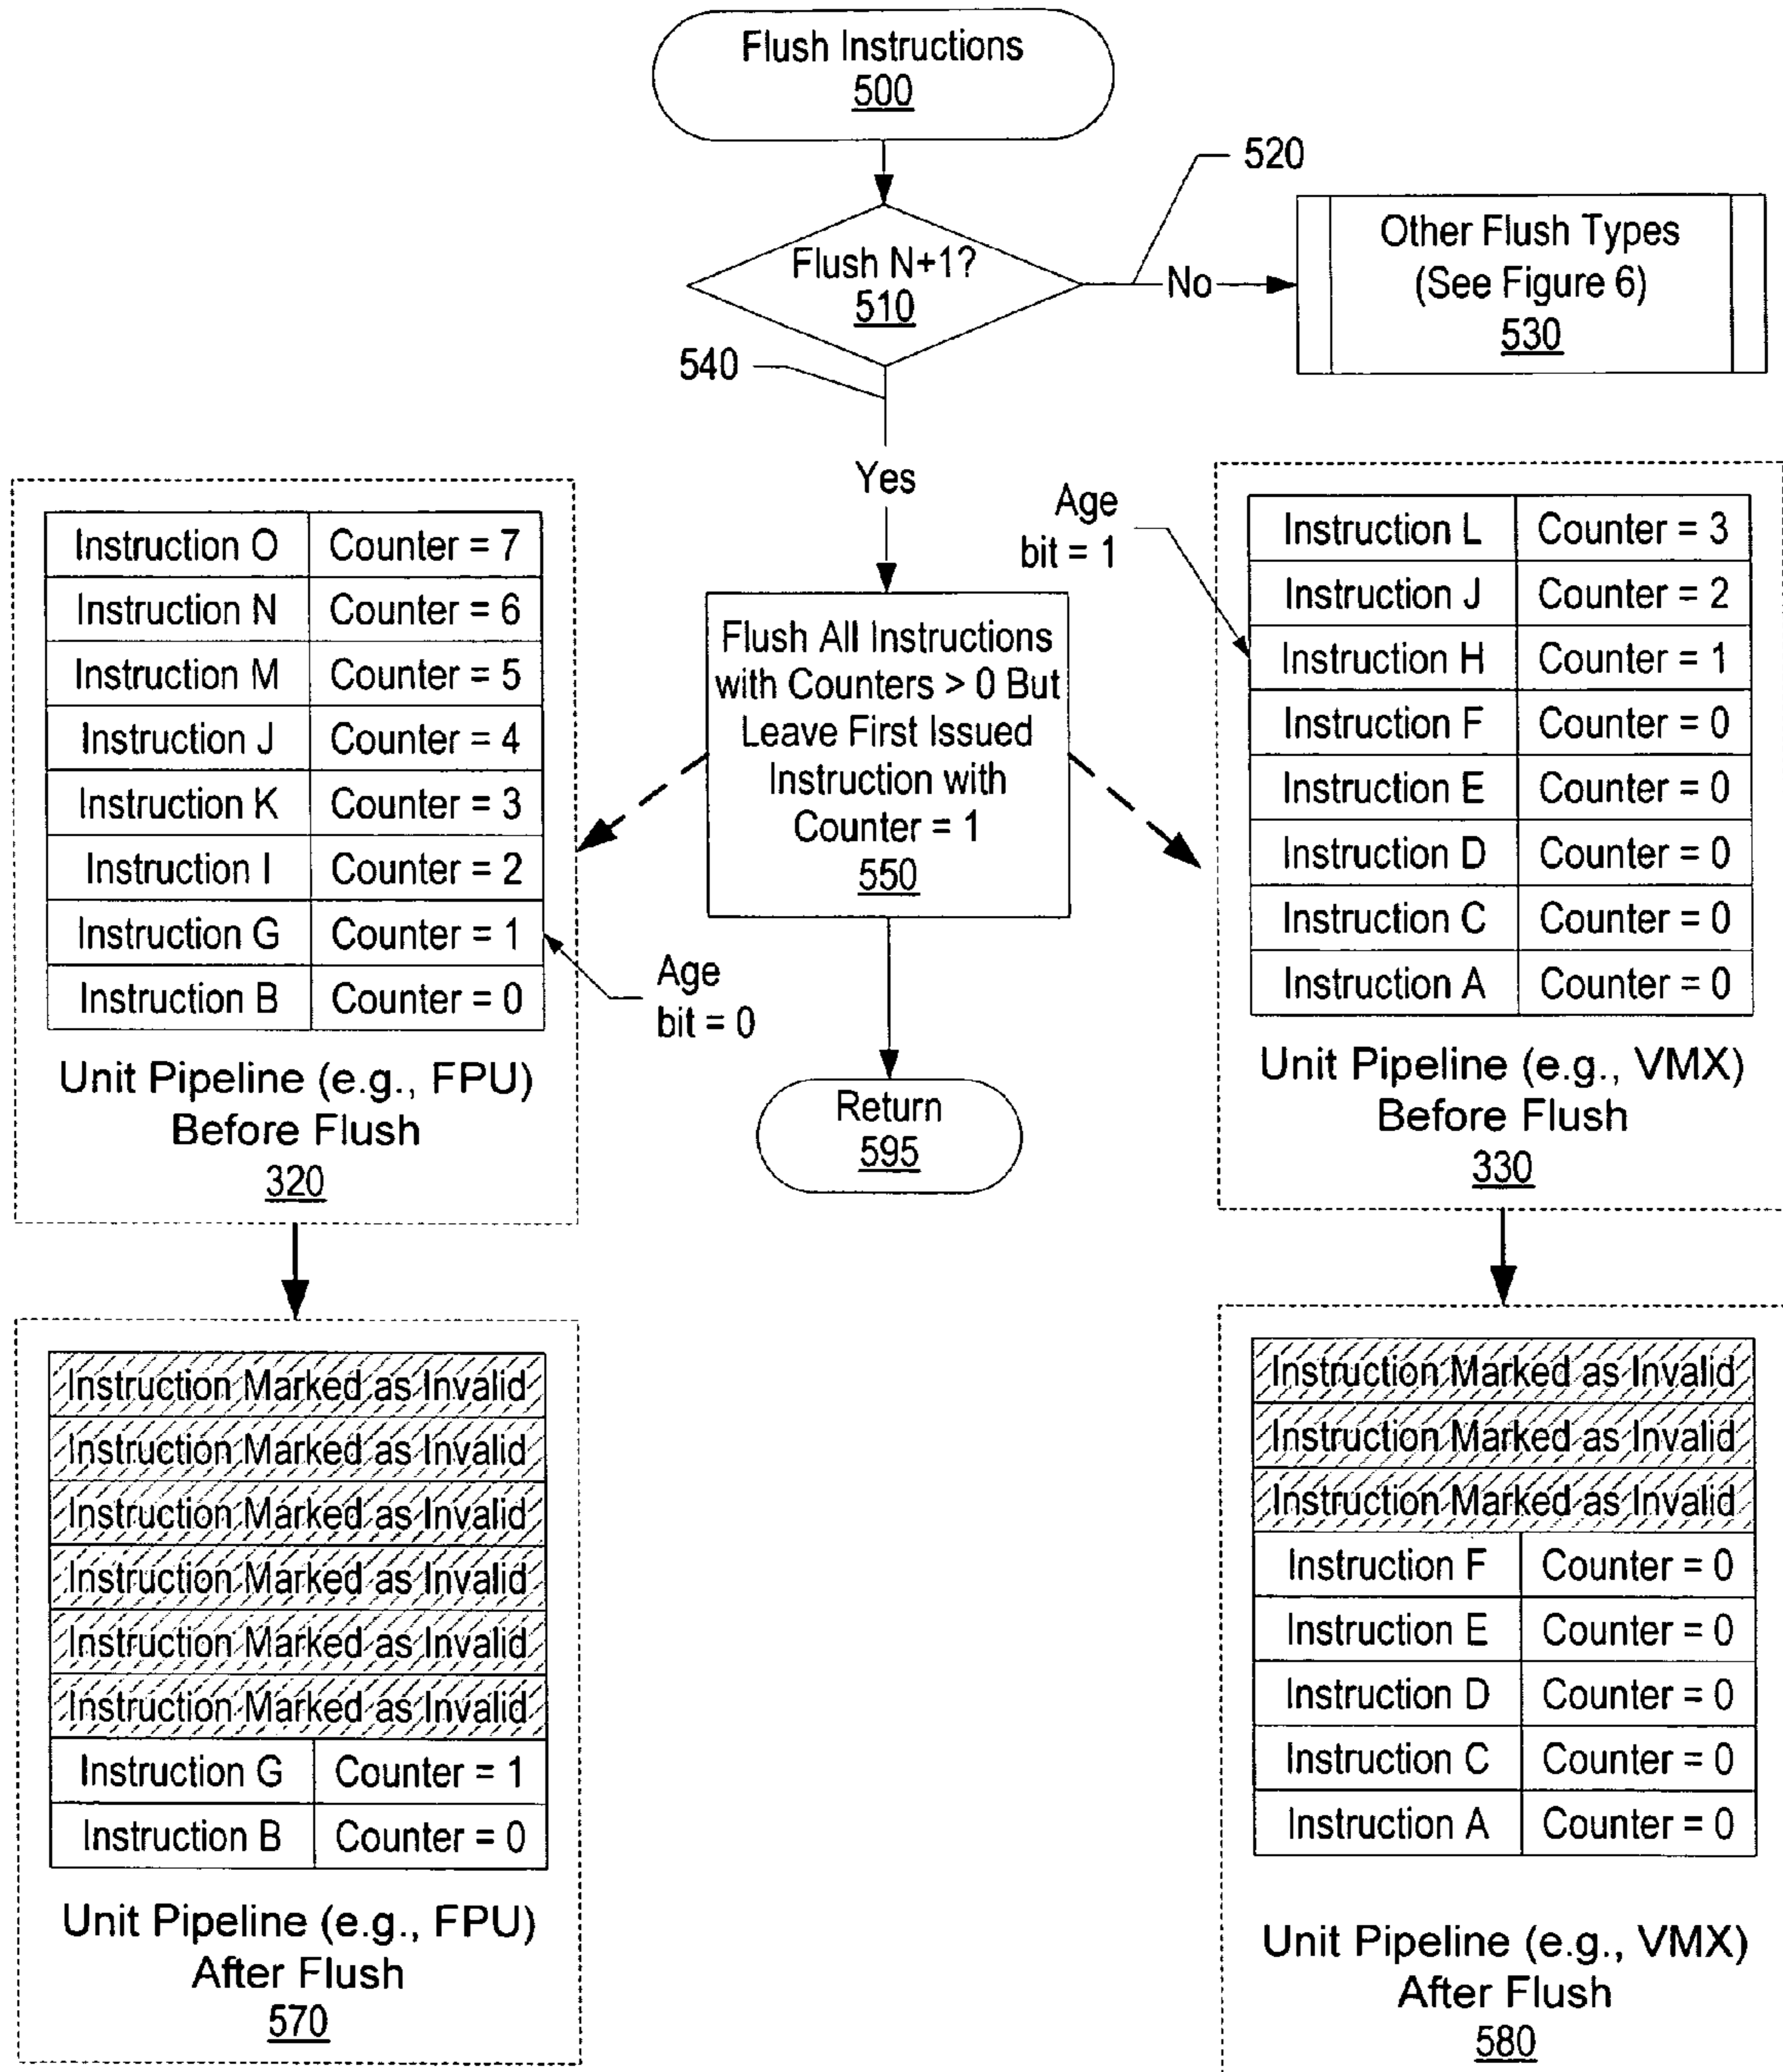 Flush Instructions
500
520
Flush N+1?
510
No
Other Flush Types
(See Figure 6)
530
540
Yes
Instruction O Counter = 7
Instruction N Counter = 6
Instruction M Counter = 5
Instruction J Counter = 4
Instruction K Counter = 3
Instruction I Counter = 2
Instruction G Counter = 1
Instruction B Counter = 0
Age
bit = 0
Unit Pipeline (e.g., FPU)
Before Flush
320
Flush All Instructions
with Counters > 0 But
Leave First Issued
Instruction with
Counter = 1
550
Return
595
Age
bit = 1
Instruction L Counter = 3
Instruction J Counter = 2
Instruction H Counter = 1
Instruction F Counter = 0
Instruction E Counter = 0
Instruction D Counter = 0
Instruction C Counter = 0
Instruction A Counter = 0
Unit Pipeline (e.g., VMX)
Before Flush
330
Instruction Marked as Invalid
Instruction Marked as Invalid
Instruction Marked as Invalid
Instruction Marked as Invalid
Instruction Marked as Invalid
Instruction Marked as Invalid
Instruction G Counter = 1
Instruction B Counter = 0
Unit Pipeline (e.g., FPU)
After Flush
570
Instruction Marked as Invalid
Instruction Marked as Invalid
Instruction Marked as Invalid
Instruction F Counter = 0
Instruction E Counter = 0
Instruction D Counter = 0
Instruction C Counter = 0
Instruction A Counter = 0
Unit Pipeline (e.g., VMX)
After Flush
580